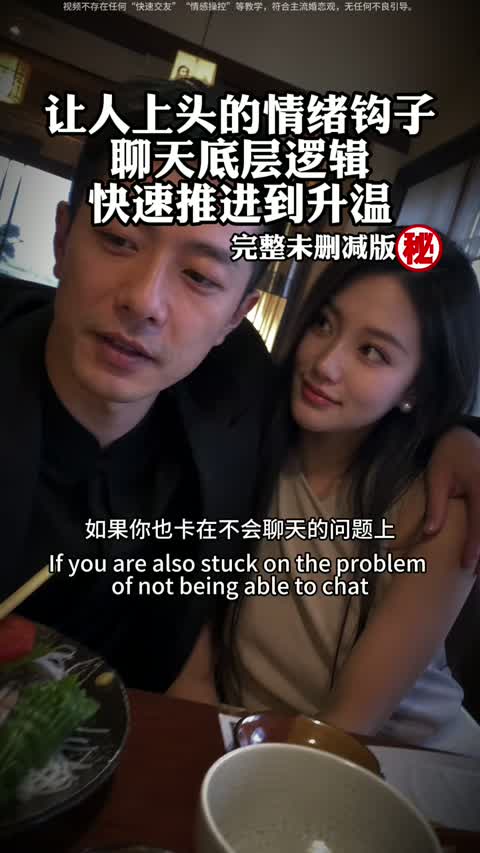 视频不存在任何“快速交友”“情感操控”等教学，符合主流婚恋观，无任何不良引导。
让人上头的情绪钩子
聊天底层逻辑
快速推进到升温
完整未删减版 秘
如果你也卡在不会聊天的问题上
If you are also stuck on the problem
of not being able to chat